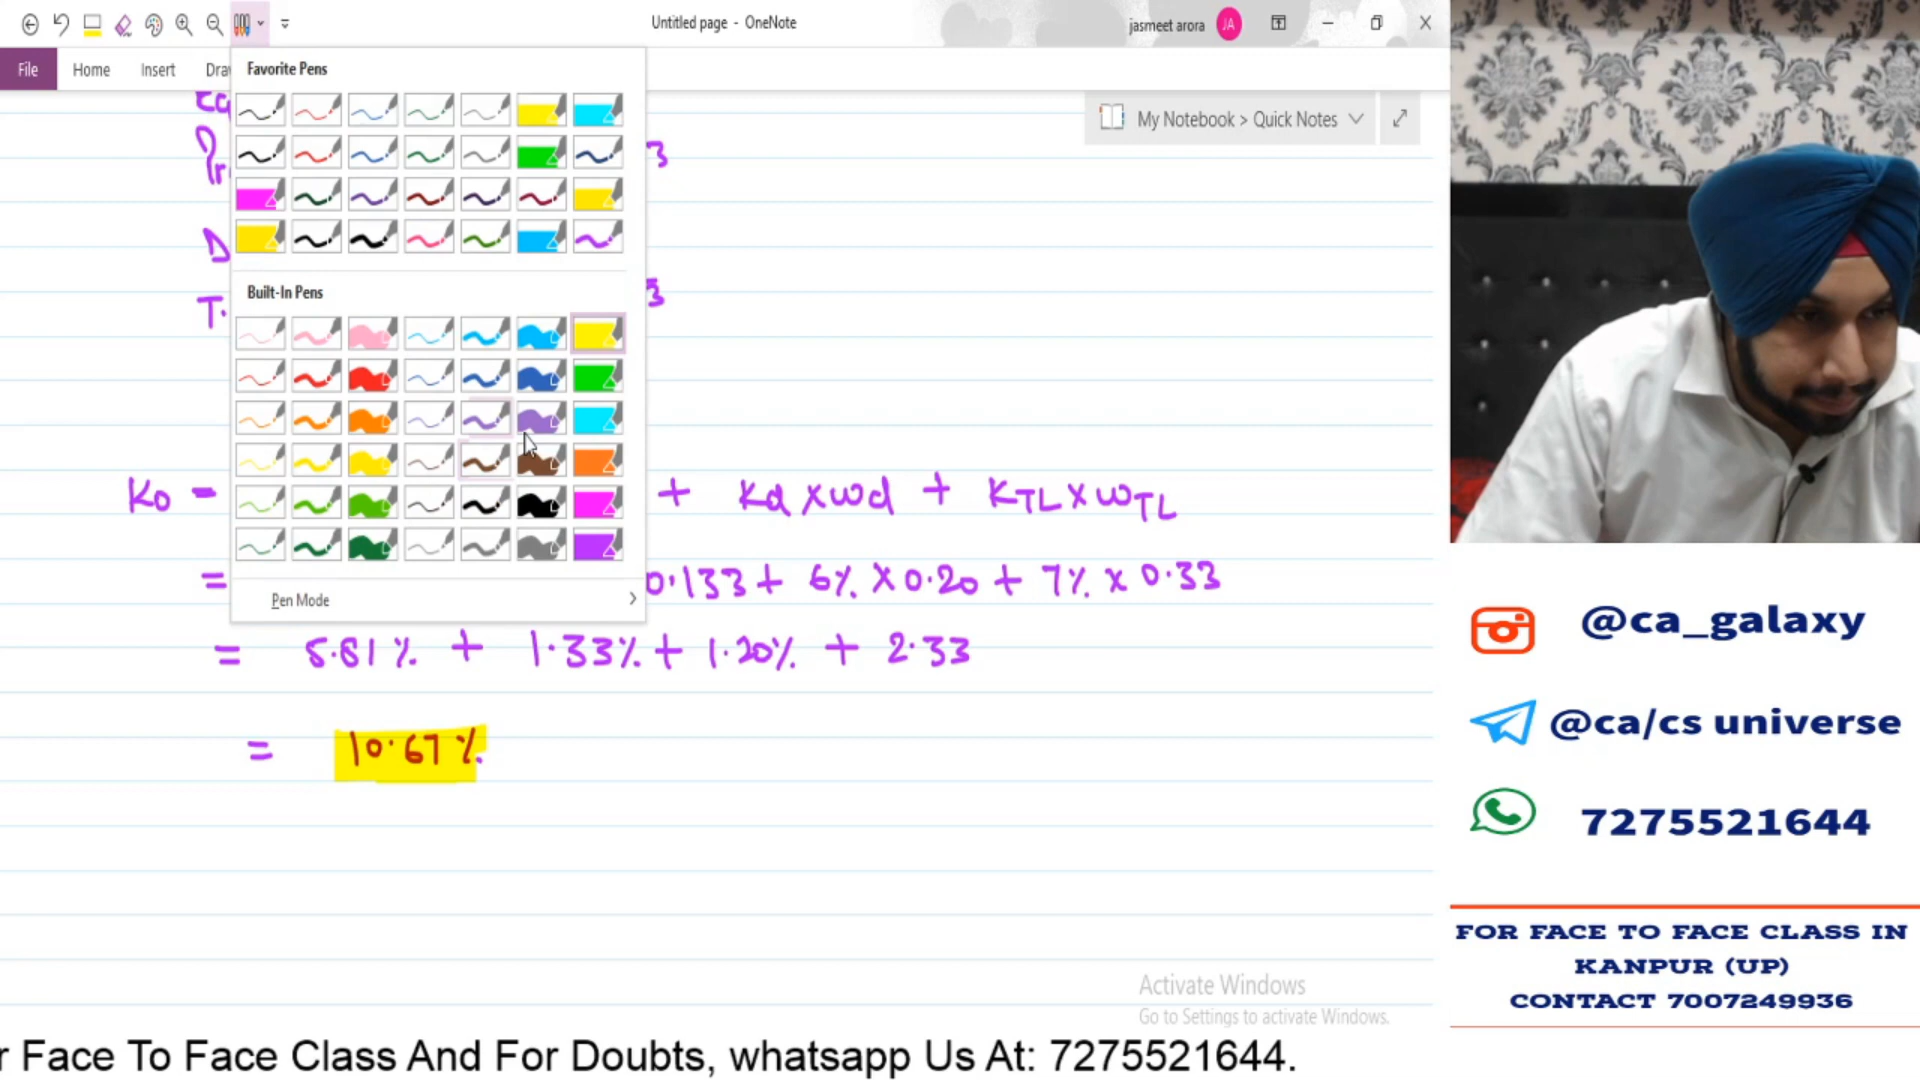 Untitled page - OneNote
jasmeet arora JA
File Home Insert Dra
Favorite Pens
My Notebook > Quick Notes
Pr 3
D
Built-In Pens
T. 3
Ko = + Kd x wd + KTL x wTL
Pen Mode
= 0.133 + 6% x 0.20 + 7% x 0.33
= 5.81% + 1.33% + 1.20% + 2.33
= 10.67%
@ca_galaxy
@ca/cs universe
7275521644
FOR FACE TO FACE CLASS IN
KANPUR (UP)
CONTACT 7007249936
Activate Windows
Go to Settings to activate Windows.
r Face To Face Class And For Doubts, whatsapp Us At: 7275521644.